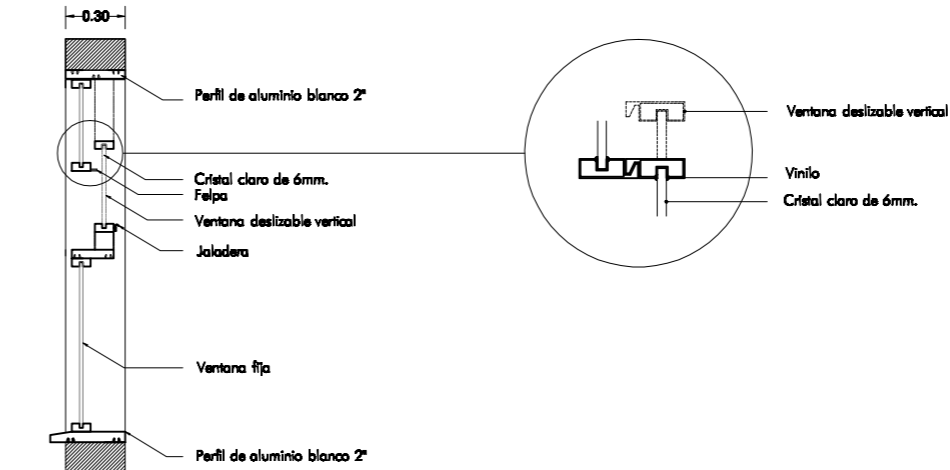 0.30
Perfil de aluminio blanco 2"
Cristal claro de 6mm.
Felpa
Ventana deslizable vertical
Jaladera
Ventana fija
Perfil de aluminio blanco 2"
Ventana deslizable vertical
Vinilo
Cristal claro de 6mm.